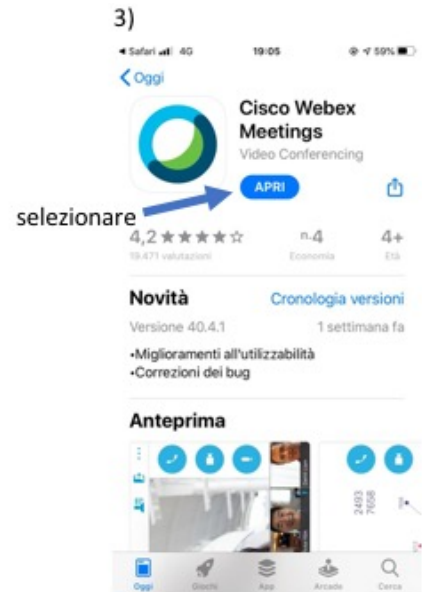 3)
Safari 4G 19:05 59%
Oggi
Cisco Webex
Meetings
Video Conferencing
APRI
selezionare
4,2 n.4 4+
19.471 valutazioni Economia Età
Novità Cronologia versioni
Versione 40.4.1 1 settimana fa
•Miglioramenti all'utilizzabilità
•Correzioni dei bug
Anteprima
2493
7658
Oggi Giochi App Arcade Cerca